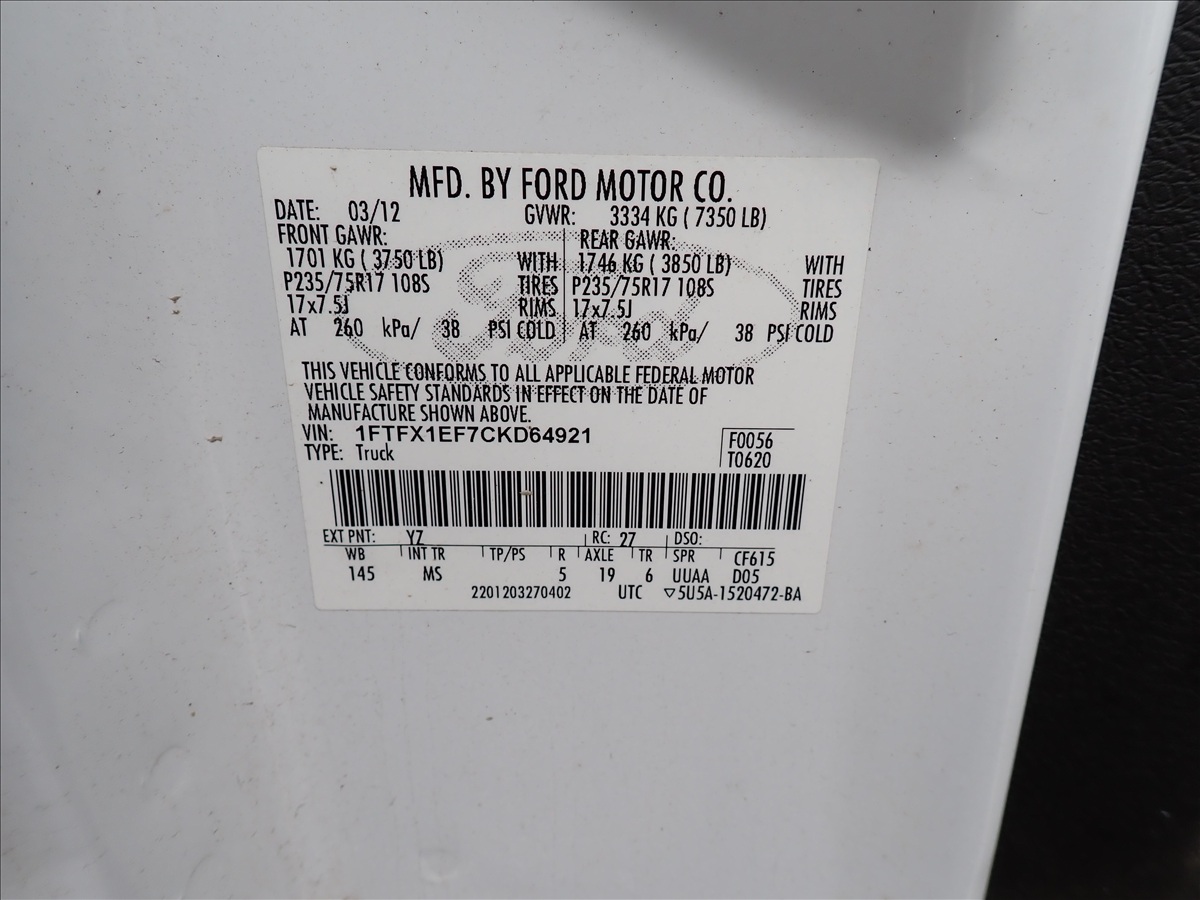 MFD. BY FORD MOTOR CO.
DATE: 03/12 GVWR: 3334 KG ( 7350 LB)
FRONT GAWR: REAR GAWR:
1701 KG ( 3750 LB) WITH 1746 KG ( 3850 LB) WITH
P235/75R17 108S TIRES P235/75R17 108S TIRES
17x7.5J RIMS 17x7.5J RIMS
AT 260 kPa/ 38 PSI COLD AT 260 kPa/ 38 PSI COLD
THIS VEHICLE CONFORMS TO ALL APPLICABLE FEDERAL MOTOR
VEHICLE SAFETY STANDARDS IN EFFECT ON THE DATE OF
MANUFACTURE SHOWN ABOVE.
VIN: 1FTFX1EF7CKD64921 F0056
TYPE: Truck T0620
EXT PNT: YZ RC: 27 DSO:
WB INT TR TP/PS R AXLE TR SPR CF615
145 MS 5 19 6 UUAA D05
2201203270402 UTC ▽5U5A-1520472-BA
Ford